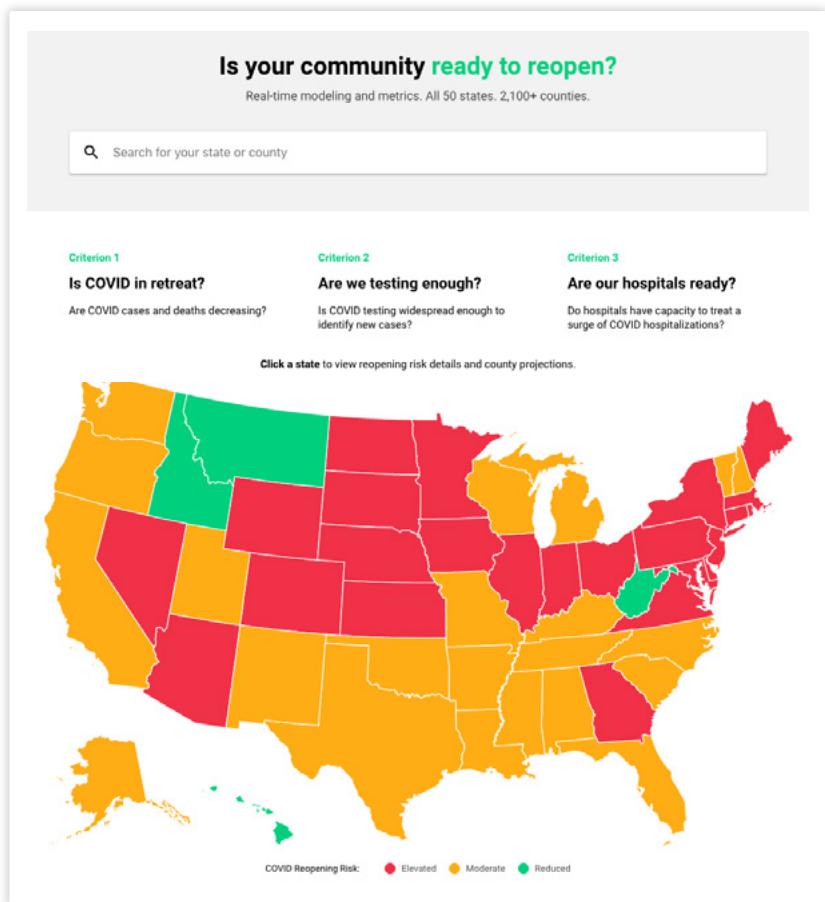 Is your community ready to reopen?
Real-time modeling and metrics. All 50 states. 2,100+ counties.
Search for your state or county
Criterion 1
Is COVID in retreat?
Are COVID cases and deaths decreasing?
Criterion 2
Are we testing enough?
Is COVID testing widespread enough to
identify new cases?
Criterion 3
Are our hospitals ready?
Do hospitals have capacity to treat a
surge of COVID hospitalizations?
Click a state to view reopening risk details and county projections.
COVID Reopening Risk: Elevated Moderate Reduced